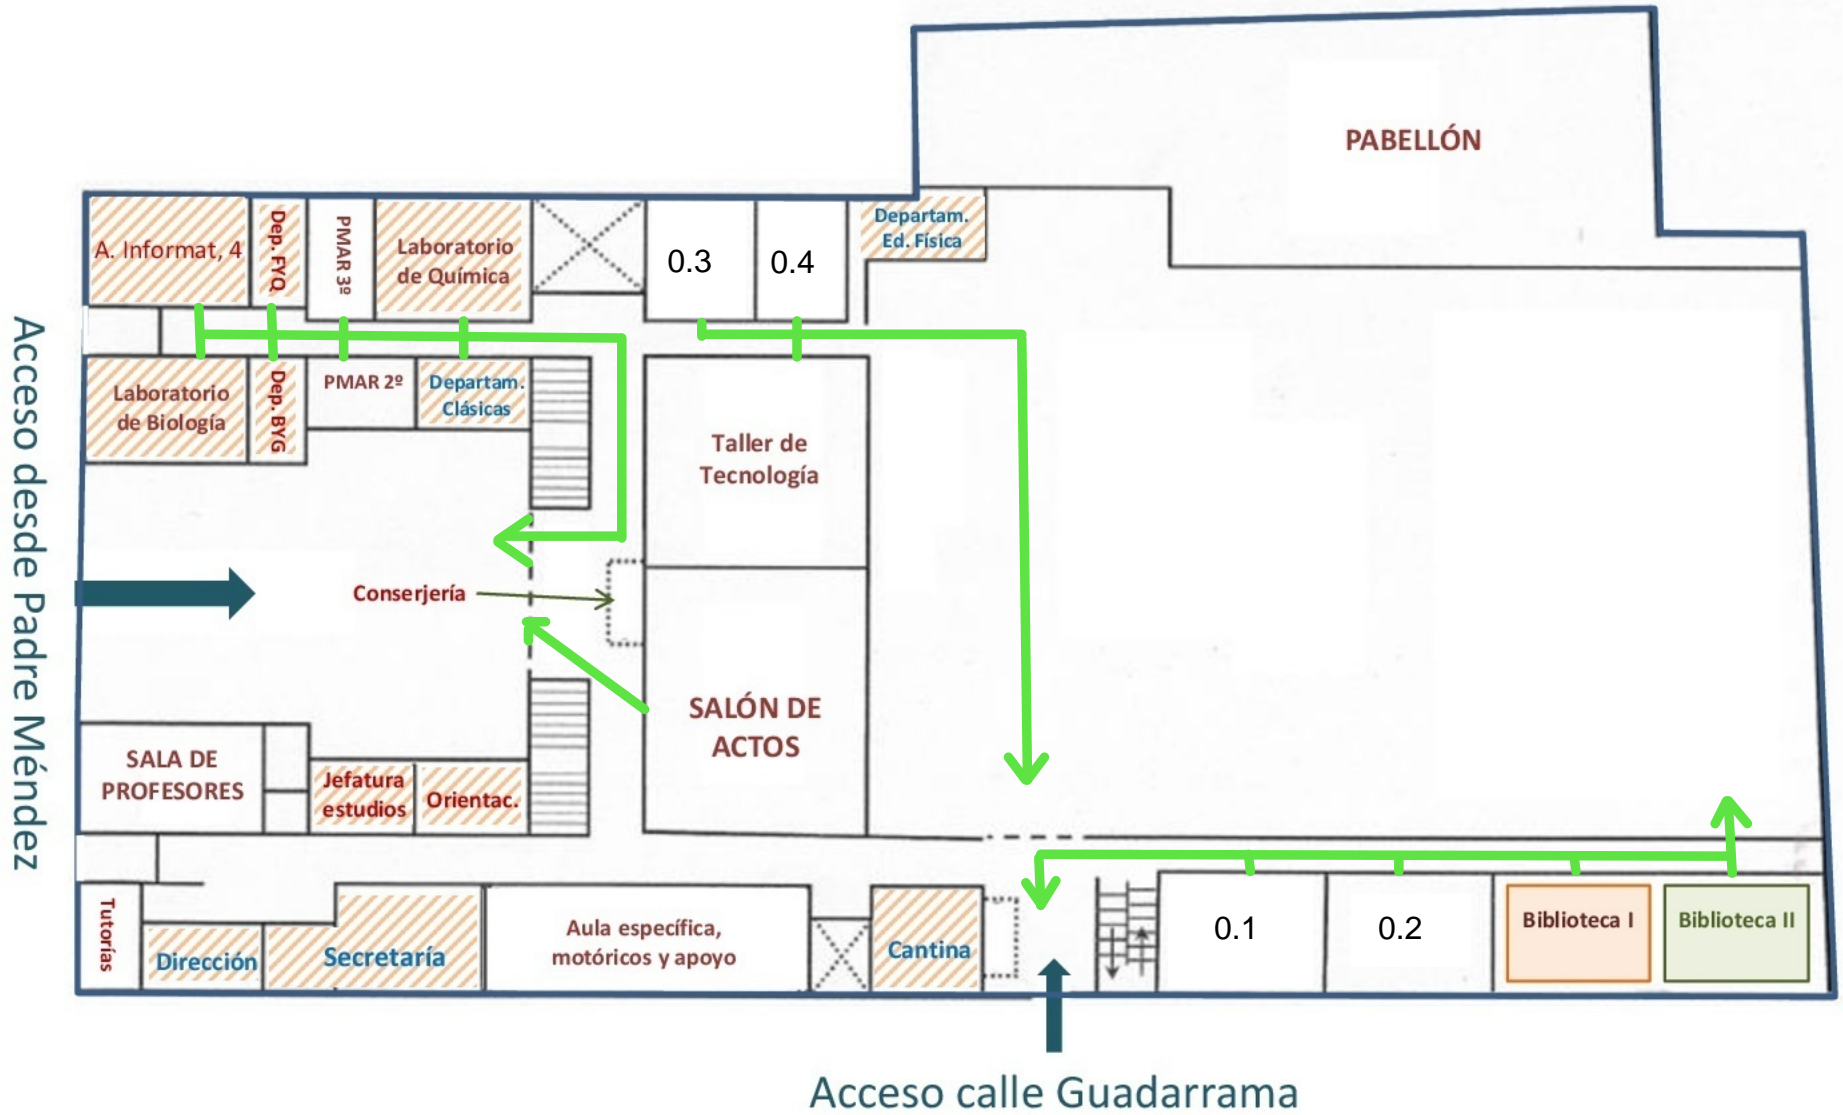 PABELLÓN
A. Informat, 4
Dep. FYQ
PMAR 3º
Laboratorio
de Química
0.3
0.4
Departam.
Ed. Física
Acceso desde Padre Méndez
Laboratorio
de Biología
Dep. BYG
PMAR 2º
Departam.
Clásicas
Taller de
Tecnología
Conserjería
SALÓN DE
ACTOS
SALA DE
PROFESORES
Jefatura
estudios
Orientac.
Tutorías
Dirección
Secretaría
Aula específica,
motóricos y apoyo
Cantina
0.1
0.2
Biblioteca I
Biblioteca II
Acceso calle Guadarrama